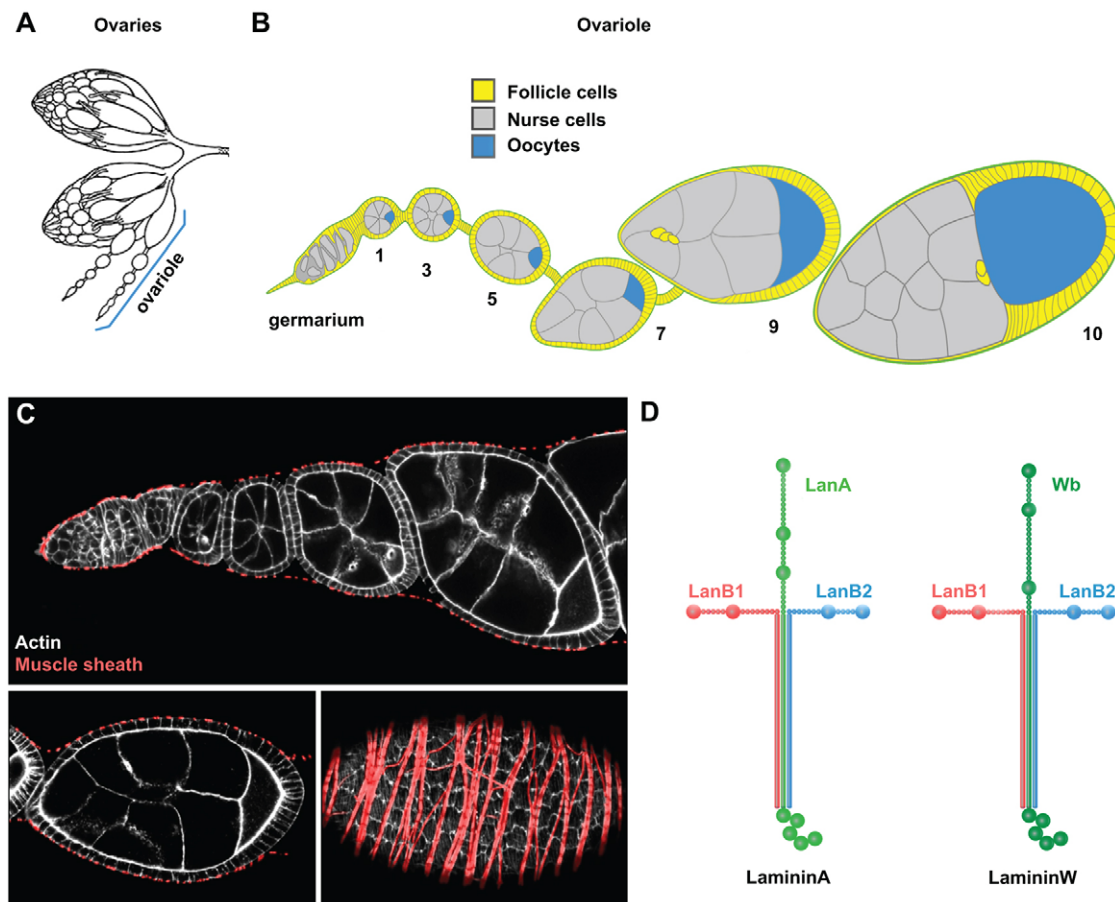 A
Ovaries
ovariole
B
Ovariole
Follicle cells
Nurse cells
Oocytes
germarium
1
3
5
7
9
10
C
Actin
Muscle sheath
D
LanA
LanB1
LanB2
LamininA
Wb
LanB1
LanB2
LamininW